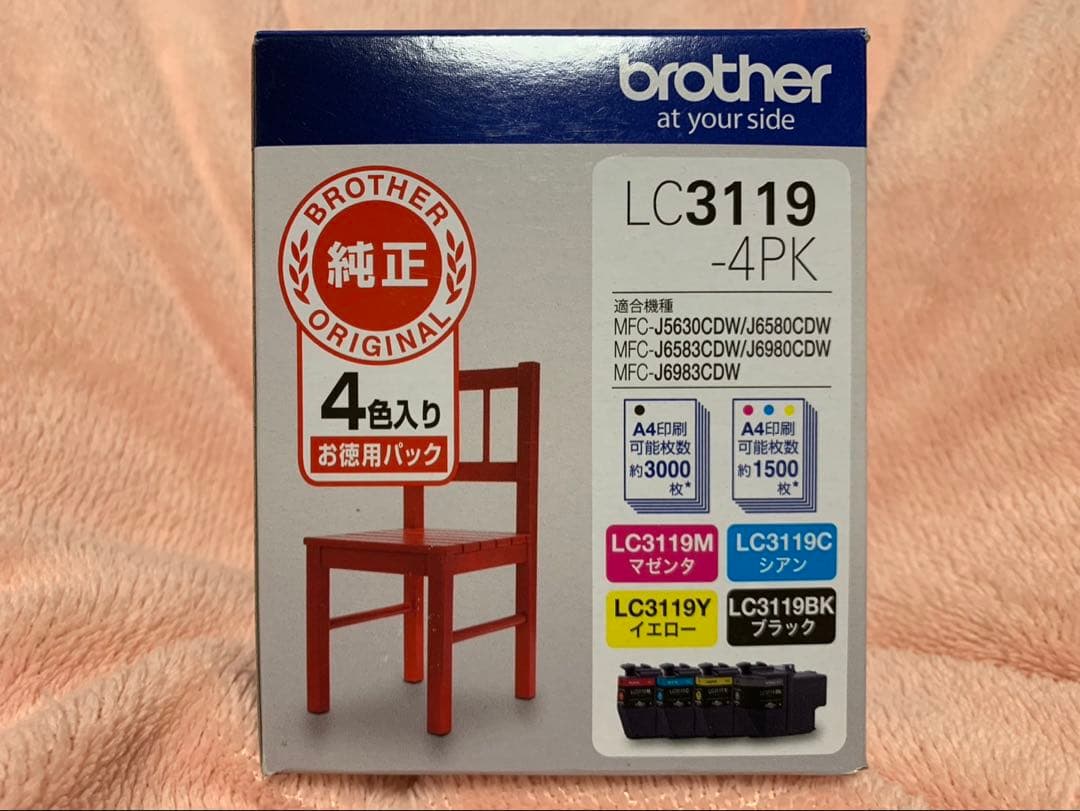 brother
at your side
BROTHER
純正
ORIGINAL
4色入り
お徳用パック
LC3119
-4PK
適合機種
MFC-J5630CDW/J6580CDW
MFC-J6583CDW/J6980CDW
MFC-J6983CDW
A4印刷
可能枚数
約3000
枚*
A4印刷
可能枚数
約1500
枚*
LC3119M
マゼンタ
LC3119C
シアン
LC3119Y
イエロー
LC3119BK
ブラック